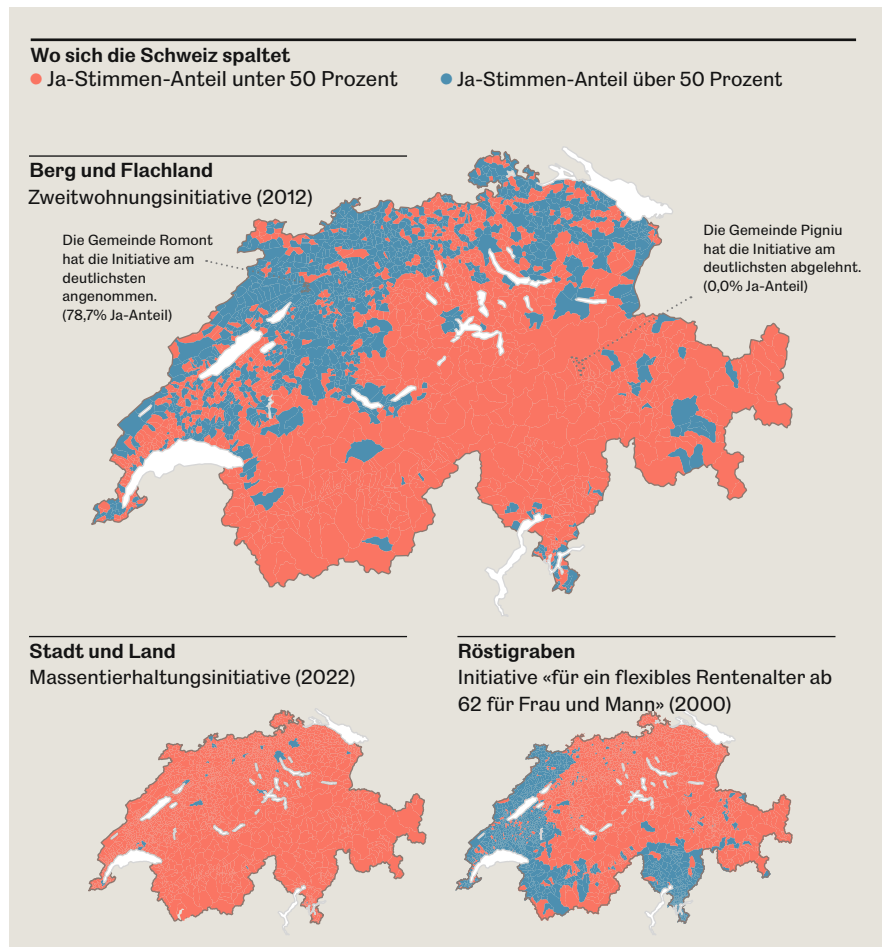 Wo sich die Schweiz spaltet
Ja-Stimmen-Anteil unter 50 Prozent
Ja-Stimmen-Anteil über 50 Prozent
Berg und Flachland
Zweitwohnungsinitiative (2012)
Die Gemeinde Romont
hat die Initiative am
deutlichsten
angenommen.
(78,7% Ja-Anteil)
Die Gemeinde Pigniu
hat die Initiative am
deutlichsten abgelehnt.
(0,0% Ja-Anteil)
Stadt und Land
Massentierhaltungsinitiative (2022)
Röstigraben
Initiative «für ein flexibles Rentenalter ab
62 für Frau und Mann» (2000)